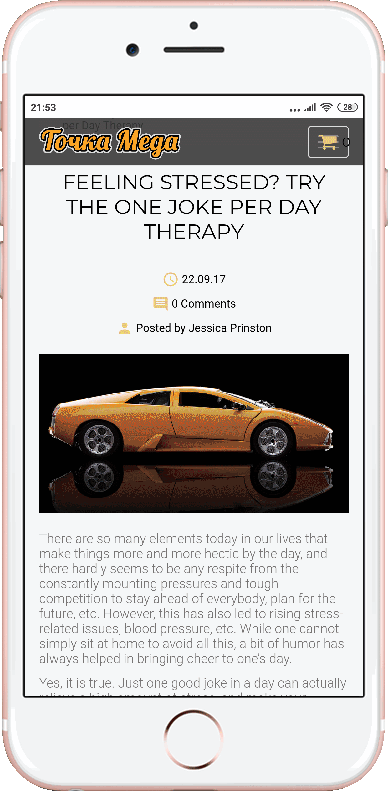 21:53
28
per Day Therapy
Точка Меда
0
FEELING STRESSED? TRY
THE ONE JOKE PER DAY
THERAPY
22.09.17
0 Comments
Posted by Jessica Prinston
There are so many elements today in our lives that
make things more and more hectic by the day, and
there hardly seems to be any respite from the
constantly mounting pressures and tough
competition to stay ahead of everybody, plan for the
future, etc. However, this has also led to rising stress
related issues, blood pressure, etc. While one cannot
simply sit at home to avoid all this, a bit of humor has
always helped in bringing cheer to one's day.
Yes, it is true. Just one good joke in a day can actually